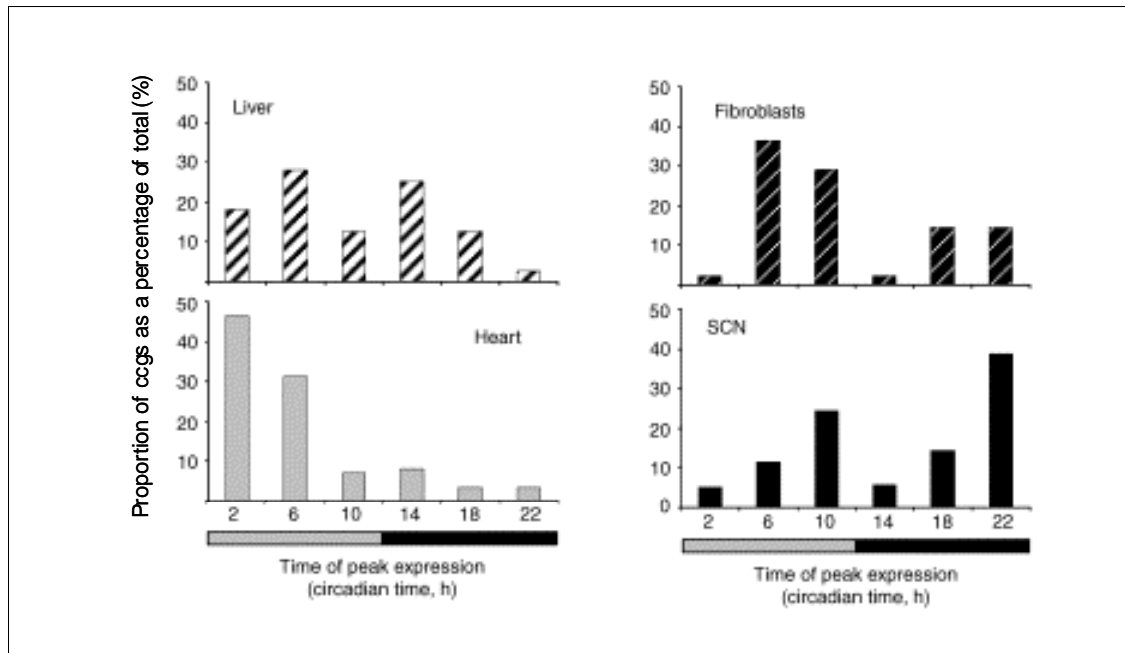 Proportion of ccgs as a percentage of total (%)
50
40
30
20
10
Liver
50
40
30
20
10
Heart
2 6 10 14 18 22
Time of peak expression
(circadian time, h)
50
40
30
20
10
Fibroblasts
50
40
30
20
10
0
SCN
2 6 10 14 18 22
Time of peak expression
(circadian time, h)